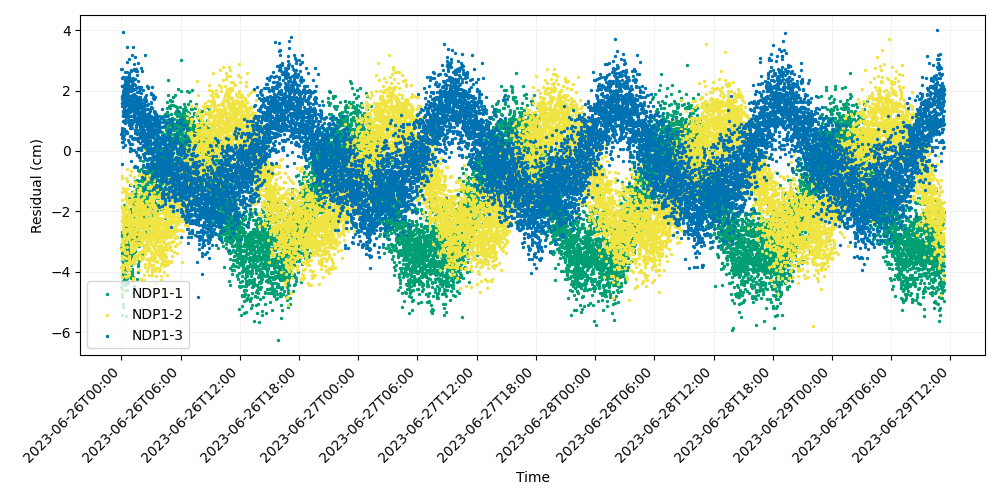 4
2
0
−2
−4
−6
Residual (cm)
NDP1-1
NDP1-2
NDP1-3
2023-06-26T00:00
2023-06-26T06:00
2023-06-26T12:00
2023-06-26T18:00
2023-06-27T00:00
2023-06-27T06:00
2023-06-27T12:00
2023-06-27T18:00
2023-06-28T00:00
2023-06-28T06:00
2023-06-28T12:00
2023-06-28T18:00
2023-06-29T00:00
2023-06-29T06:00
2023-06-29T12:00
Time